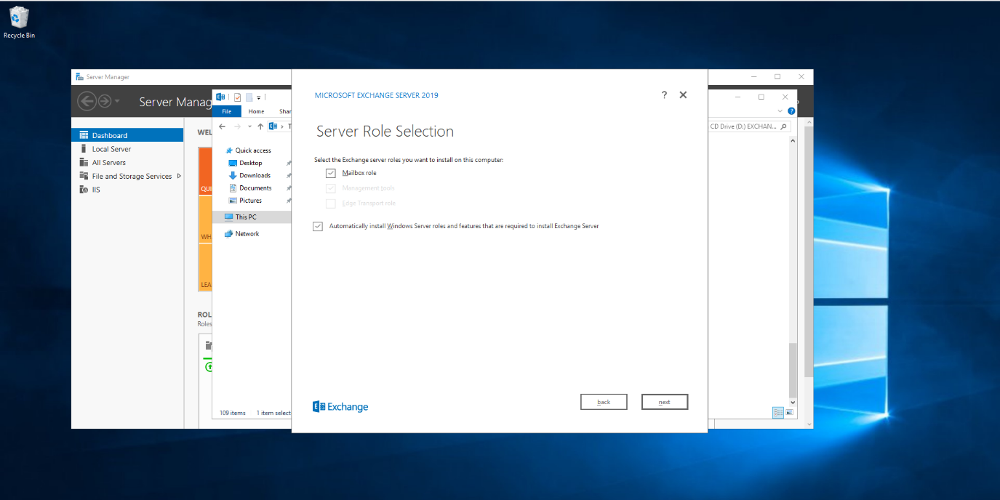 Recycle Bin
Server Manager
Server Manag
Dashboard
Local Server
All Servers
File and Storage Services
IIS
WEL
QUI
WH
LEA
ROL
Roles
File
Home
Shar
T
CD Drive (D:) EXCHAN...
Quick access
Desktop
Downloads
Documents
Pictures
This PC
Network
109 items
1 item select
MICROSOFT EXCHANGE SERVER 2019
?
Server Role Selection
Select the Exchange server roles you want to install on this computer:
Mailbox role
Management tools
Edge Transport role
Automatically install Windows Server roles and features that are required to install Exchange Server
Exchange
back
next